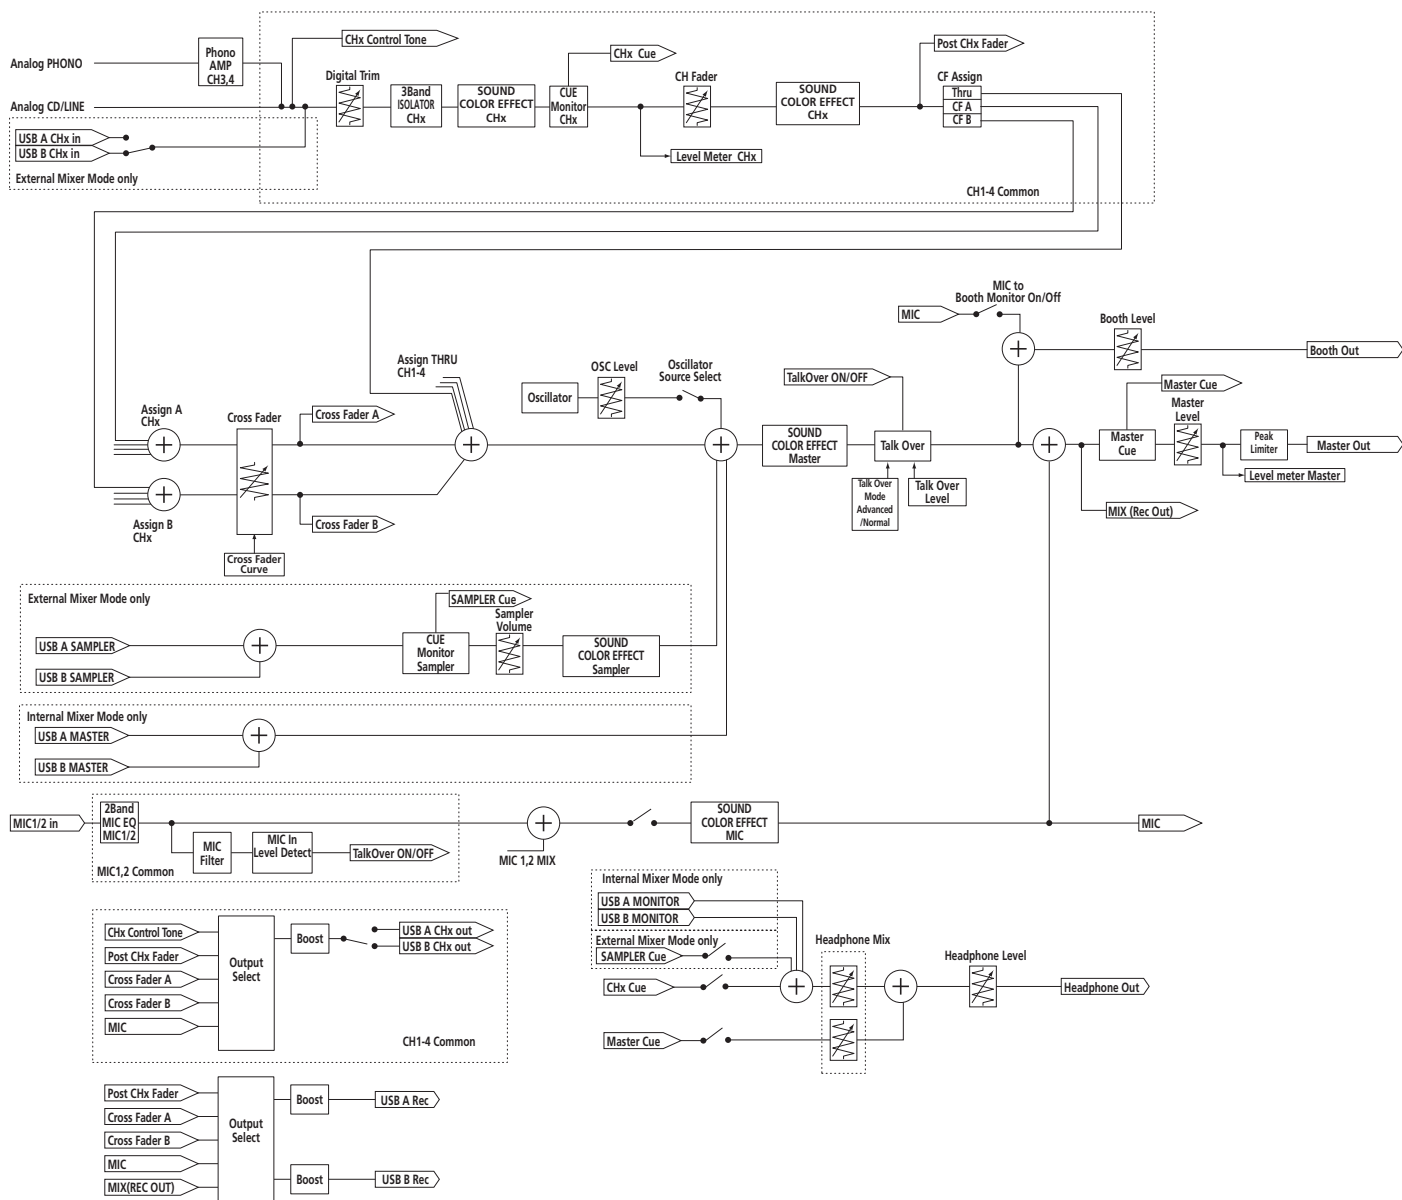 Analog PHONO
Phono
AMP
CH3,4
CHx Control Tone
CHx Cue
Post CHx Fader
Analog CD/LINE
Digital Trim
3Band
ISOLATOR
CHx
SOUND
COLOR EFFECT
CHx
CUE
Monitor
CHx
CH Fader
SOUND
COLOR EFFECT
CHx
CF Assign
Thru
CF A
CF B
USB A CHx in
USB B CHx in
External Mixer Mode only
Level Meter CHx
CH1-4 Common
MIC to
Booth Monitor On/Off
MIC
Booth Level
Booth Out
Assign THRU
CH1-4
OSC Level
Oscillator
Source Select
Oscillator
TalkOver ON/OFF
Master Cue
Master
Level
Assign A
CHx
Cross Fader
Cross Fader A
SOUND
COLOR EFFECT
Master
Talk Over
Master
Cue
Peak
Limiter
Master Out
Level meter Master
Talk Over
Mode
Advanced
/Normal
Talk Over
Level
MIX (Rec Out)
Assign B
CHx
Cross Fader B
Cross Fader
Curve
External Mixer Mode only
SAMPLER Cue
Sampler
Volume
USB A SAMPLER
USB B SAMPLER
CUE
Monitor
Sampler
SOUND
COLOR EFFECT
Sampler
Internal Mixer Mode only
USB A MASTER
USB B MASTER
MIC1/2 in
2Band
MIC EQ
MIC1/2
MIC
Filter
MIC In
Level Detect
TalkOver ON/OFF
MIC1,2 Common
MIC 1,2 MIX
SOUND
COLOR EFFECT
MIC
MIC
Internal Mixer Mode only
USB A MONITOR
USB B MONITOR
External Mixer Mode only
SAMPLER Cue
CHx Cue
Master Cue
Headphone Mix
Headphone Level
Headphone Out
CHx Control Tone
Post CHx Fader
Cross Fader A
Cross Fader B
MIC
Output
Select
Boost
USB A CHx out
USB B CHx out
CH1-4 Common
Post CHx Fader
Cross Fader A
Cross Fader B
MIC
MIX(REC OUT)
Output
Select
Boost
USB A Rec
Boost
USB B Rec